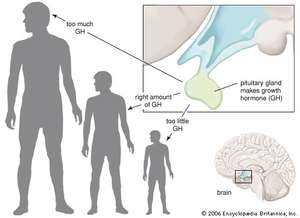 too much
GH
right amount
of GH
too little
GH
pituitary gland
makes growth
hormone (GH)
brain
© 2006 Encyclopædia Britannica, Inc.